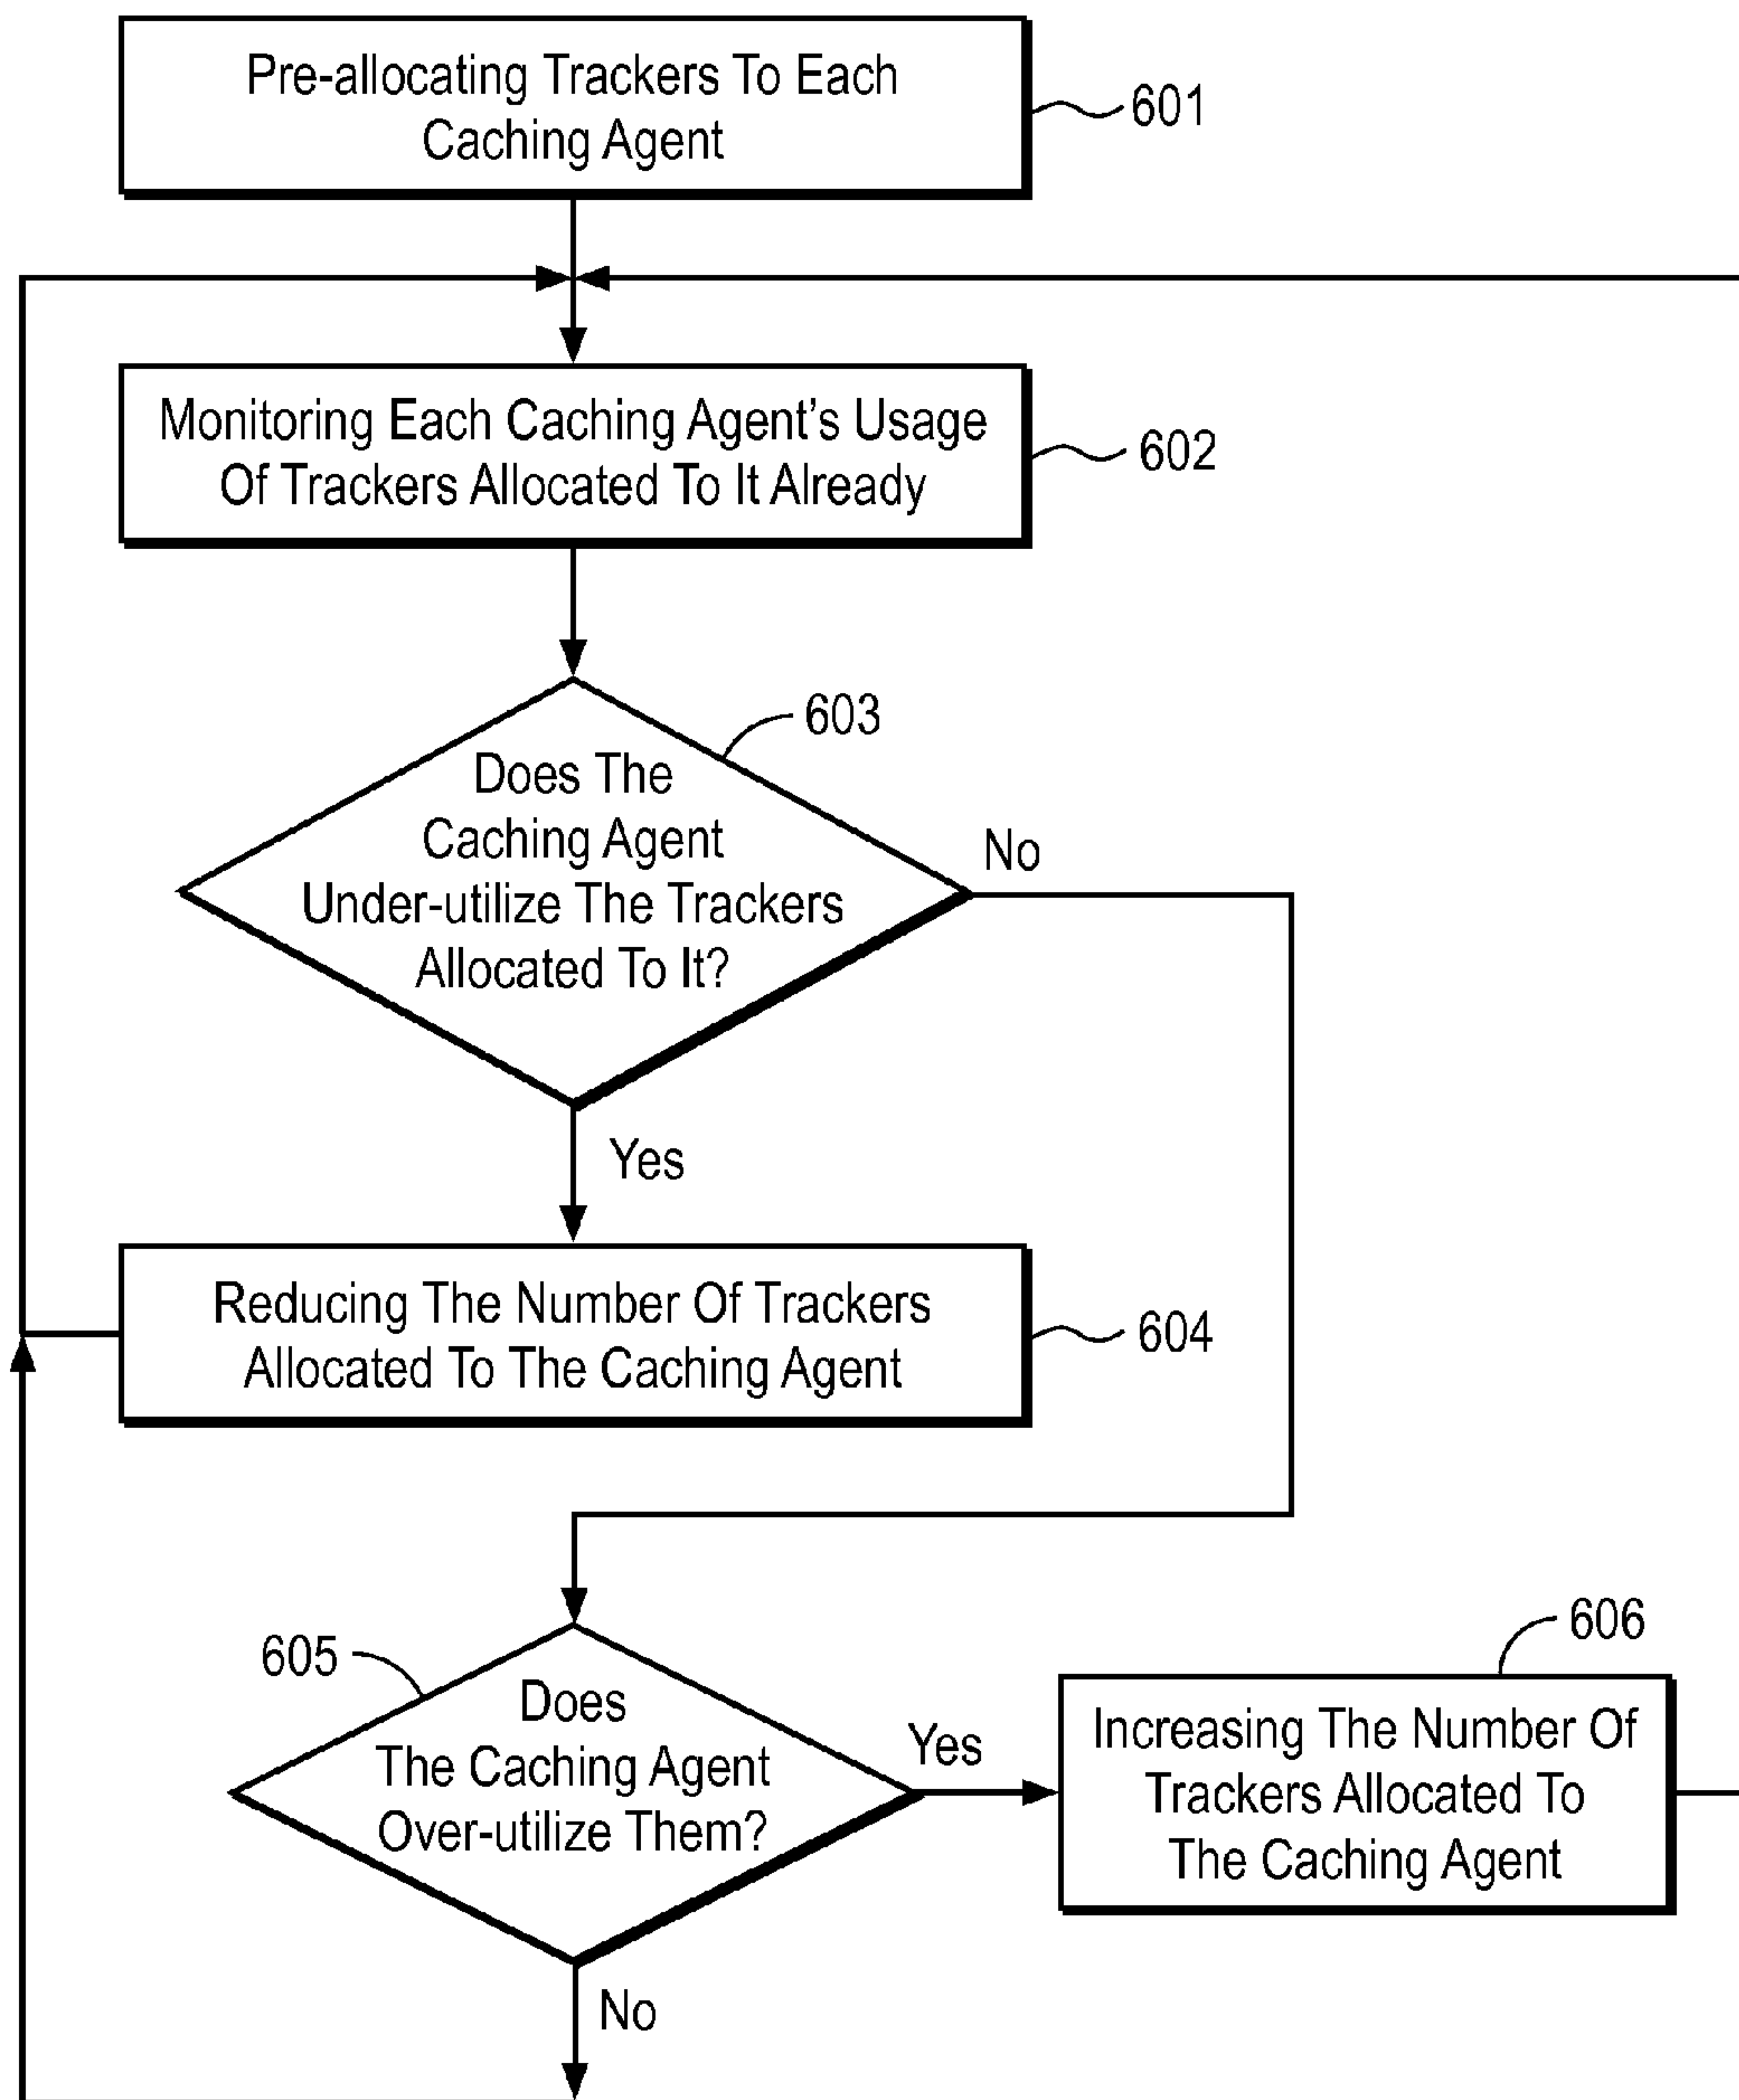 Pre-allocating Trackers To Each
Caching Agent
601
Monitoring Each Caching Agent's Usage
Of Trackers Allocated To It Already
602
603
Does The
Caching Agent
Under-utilize The Trackers
Allocated To It?
No
Yes
Reducing The Number Of Trackers
Allocated To The Caching Agent
604
605
Does
The Caching Agent
Over-utilize Them?
Yes
606
Increasing The Number Of
Trackers Allocated To
The Caching Agent
No